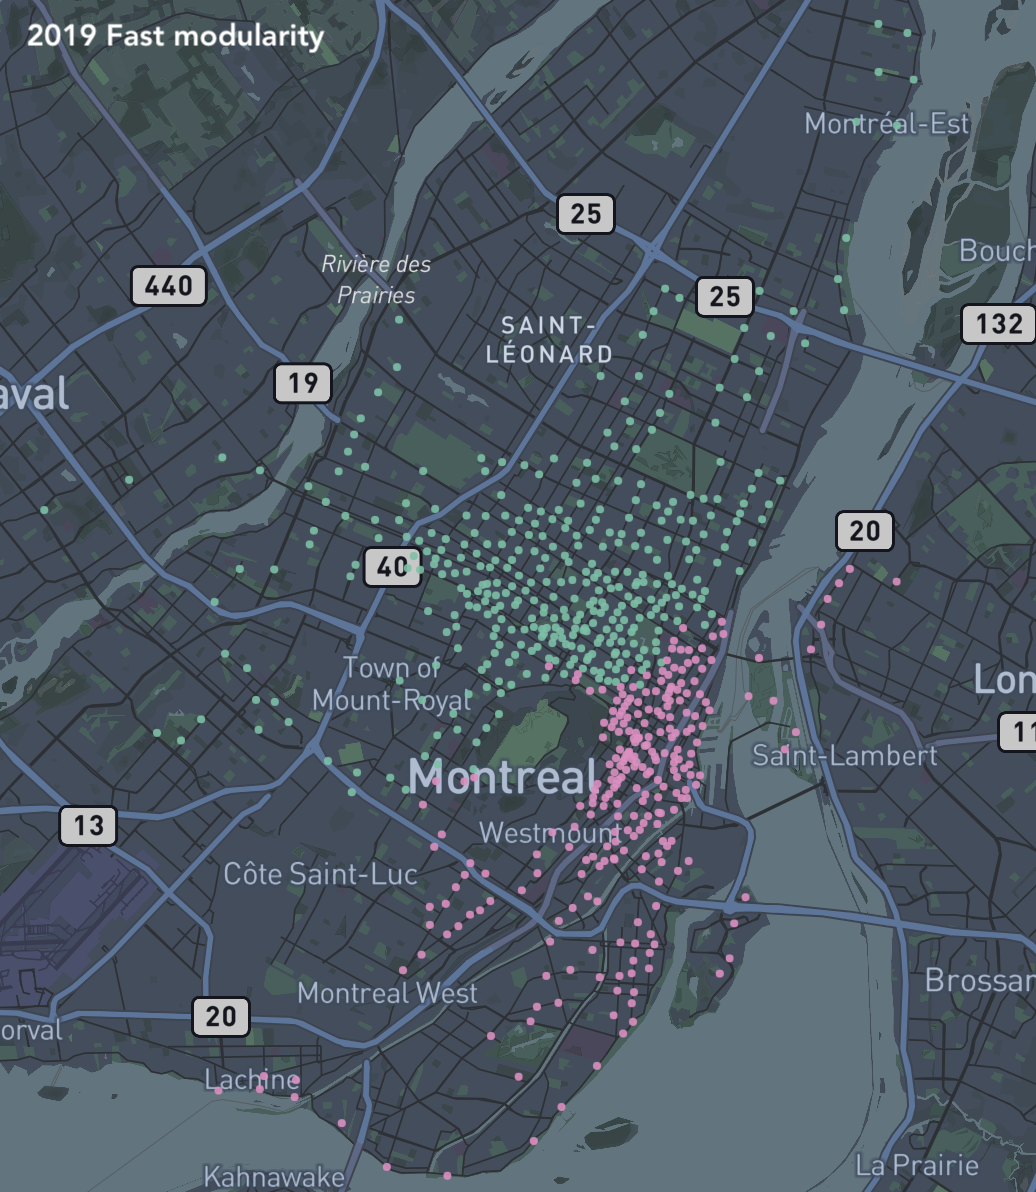 2019 Fast modularity
Montréal-Est
25
Bouch
Rivière des
Prairies
440
25
132
SAINT-
LÉONARD
19
aval
20
40
Town of
Mount-Royal
Lon
11
Saint-Lambert
Montreal
13
Westmount
Côte Saint-Luc
Brossar
Montreal West
20
orval
Lachine
La Prairie
Kahnawake